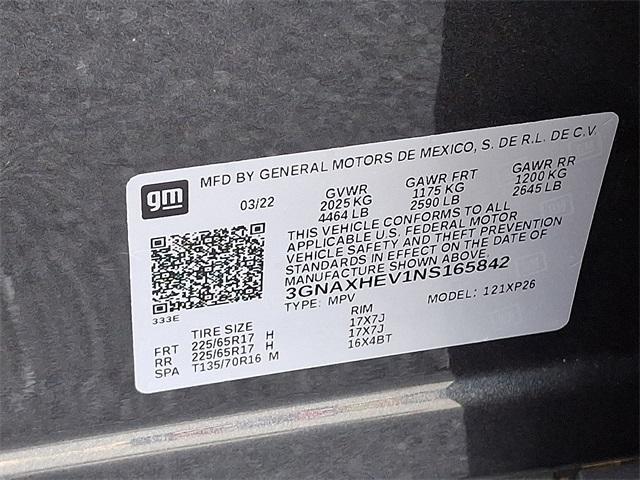 gm MFD BY GENERAL MOTORS DE MEXICO, S. DE R.L. DE C.V.
03/22 GVWR GAWR FRT GAWR RR
2025 KG 1175 KG 1200 KG
4464 LB 2590 LB 2645 LB
THIS VEHICLE CONFORMS TO ALL
APPLICABLE U.S. FEDERAL MOTOR
VEHICLE SAFETY AND THEFT PREVENTION
STANDARDS IN EFFECT ON THE DATE OF
MANUFACTURE SHOWN ABOVE.
3GNAXHEV1NS165842
TYPE: MPV MODEL: 121XP26
333E
TIRE SIZE RIM
FRT 225/65R17 H 17X7J
RR 225/65R17 H 17X7J
SPA T135/70R16 M 16X4BT